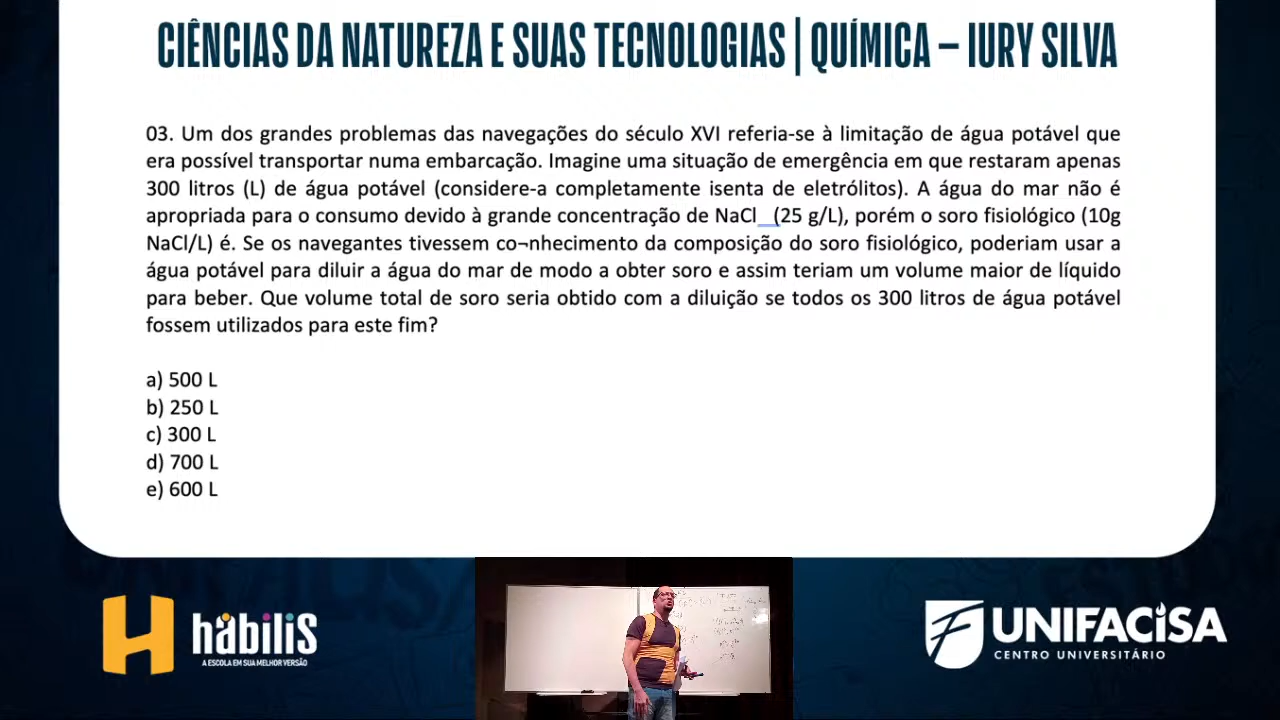 CIÊNCIAS DA NATUREZA E SUAS TECNOLOGIAS | QUÍMICA – IURY SILVA
03. Um dos grandes problemas das navegações do século XVI referia-se à limitação de água potável que
era possível transportar numa embarcação. Imagine uma situação de emergência em que restaram apenas
300 litros (L) de água potável (considere-a completamente isenta de eletrólitos). A água do mar não é
apropriada para o consumo devido à grande concentração de NaCl (25 g/L), porém o soro fisiológico (10g
NaCl/L) é. Se os navegantes tivessem co¬nhecimento da composição do soro fisiológico, poderiam usar a
água potável para diluir a água do mar de modo a obter soro e assim teriam um volume maior de líquido
para beber. Que volume total de soro seria obtido com a diluição se todos os 300 litros de água potável
fossem utilizados para este fim?
a) 500 L
b) 250 L
c) 300 L
d) 700 L
e) 600 L
H hábilis
A ESCOLA EM SUA MELHOR VERSÃO
UNIFACISA
CENTRO UNIVERSITÁRIO